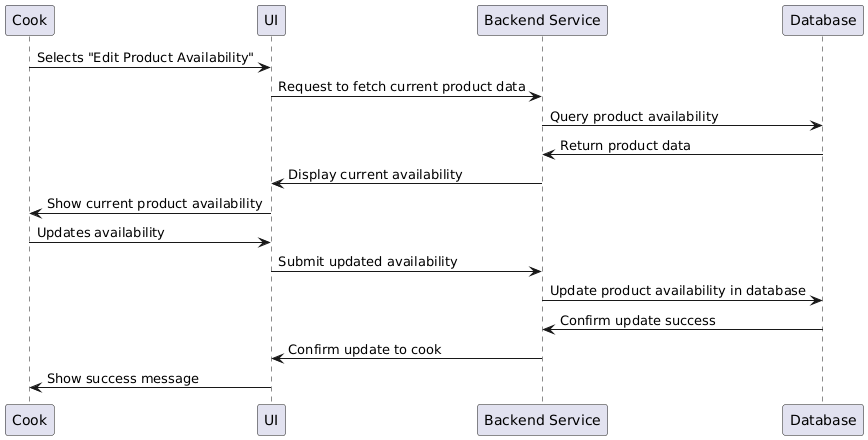 Cook
UI
Backend Service
Database
Selects "Edit Product Availability"
Request to fetch current product data
Query product availability
Return product data
Display current availability
Show current product availability
Updates availability
Submit updated availability
Update product availability in database
Confirm update success
Confirm update to cook
Show success message
Cook
UI
Backend Service
Database